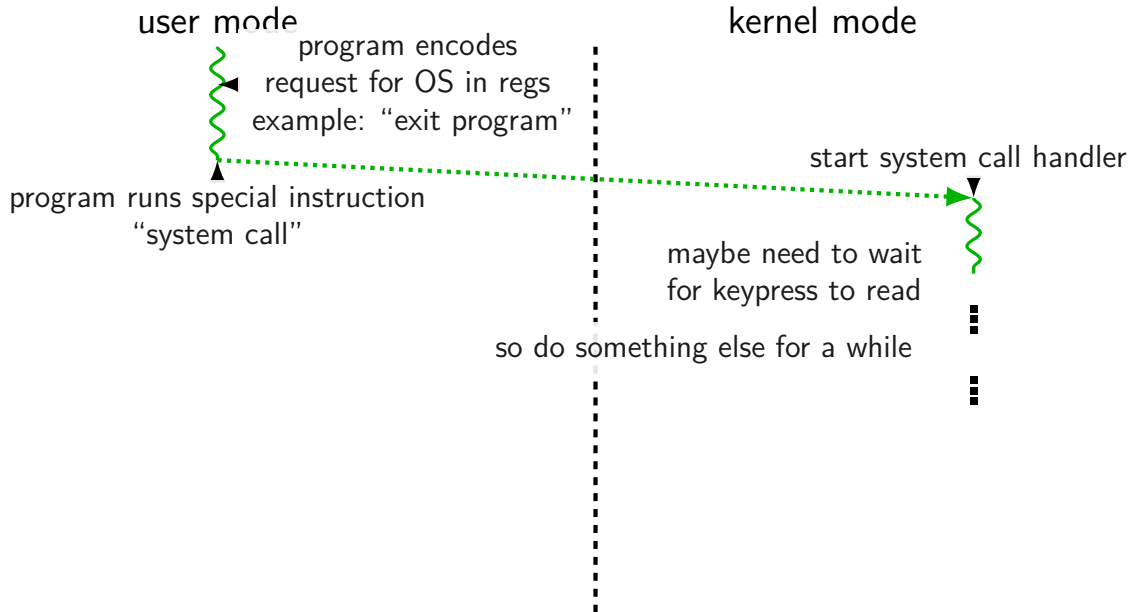 user mode
kernel mode
program encodes
request for OS in regs
example: “exit program”
start system call handler
program runs special instruction
“system call”
maybe need to wait
for keypress to read
so do something else for a while